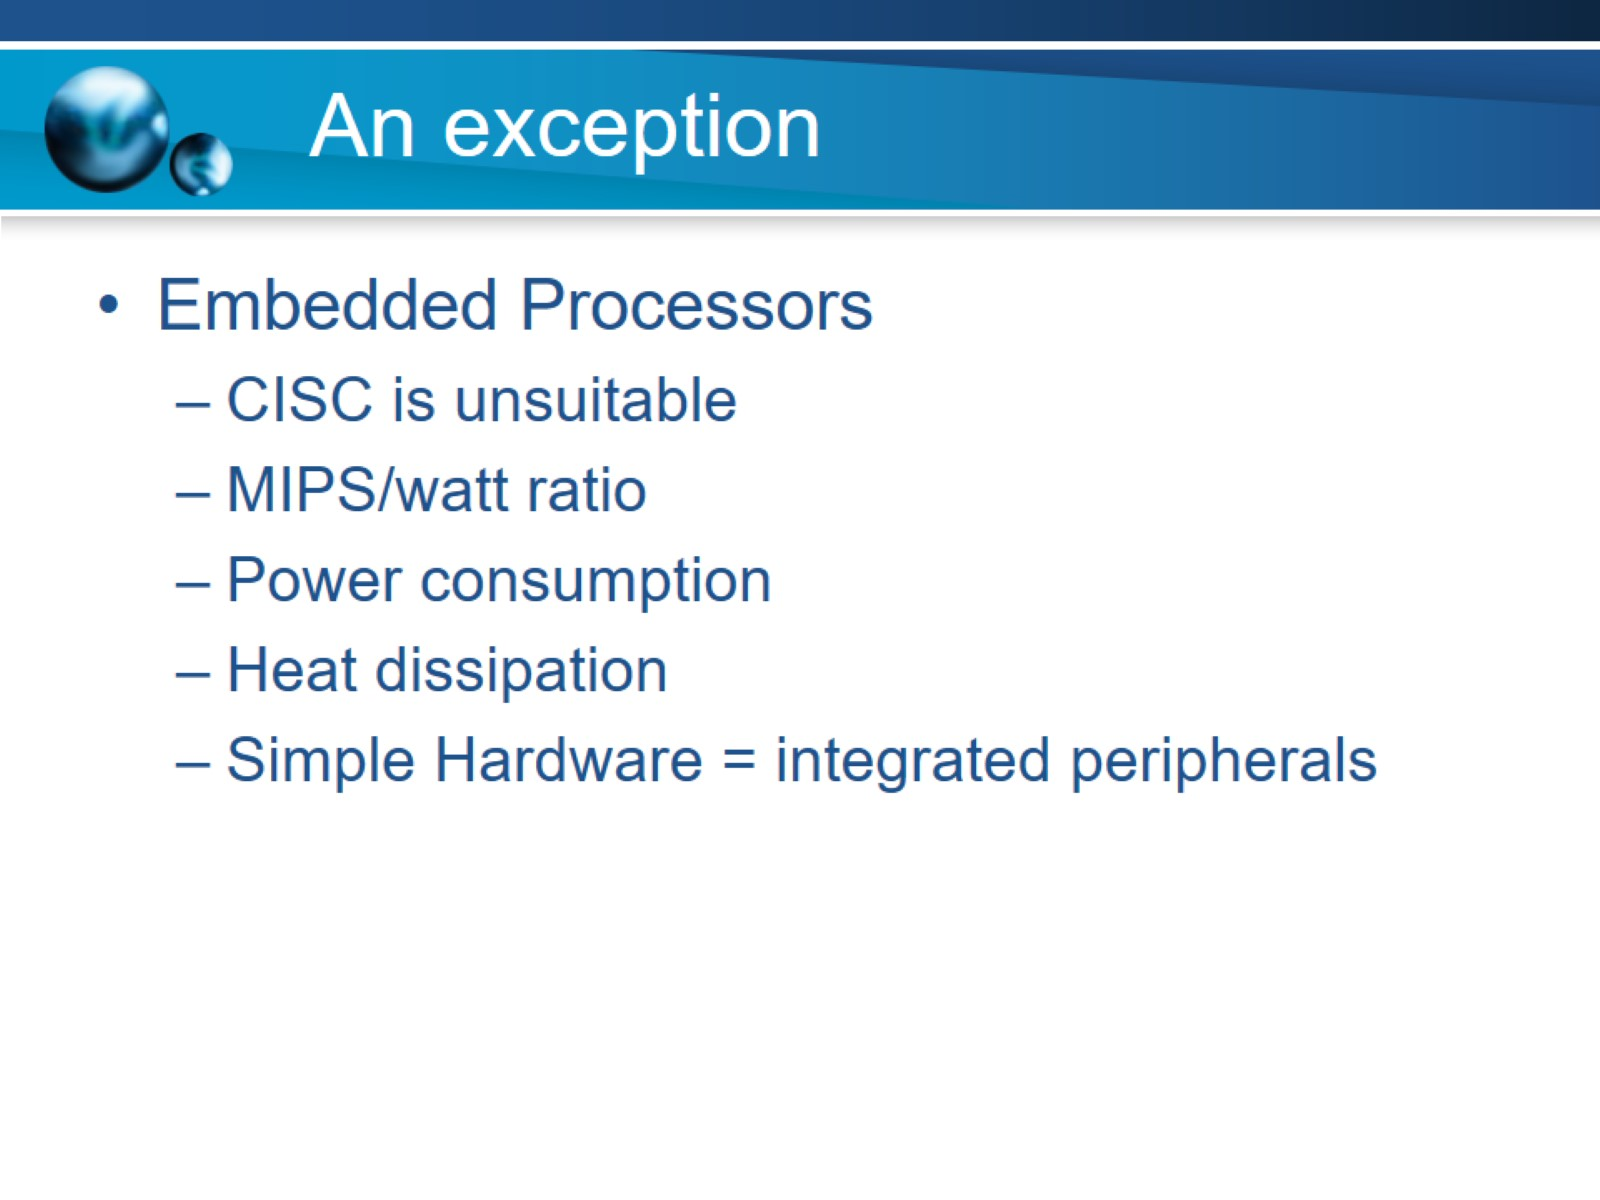 An exception
• Embedded Processors
– CISC is unsuitable
– MIPS/watt ratio
– Power consumption
– Heat dissipation
– Simple Hardware = integrated peripherals